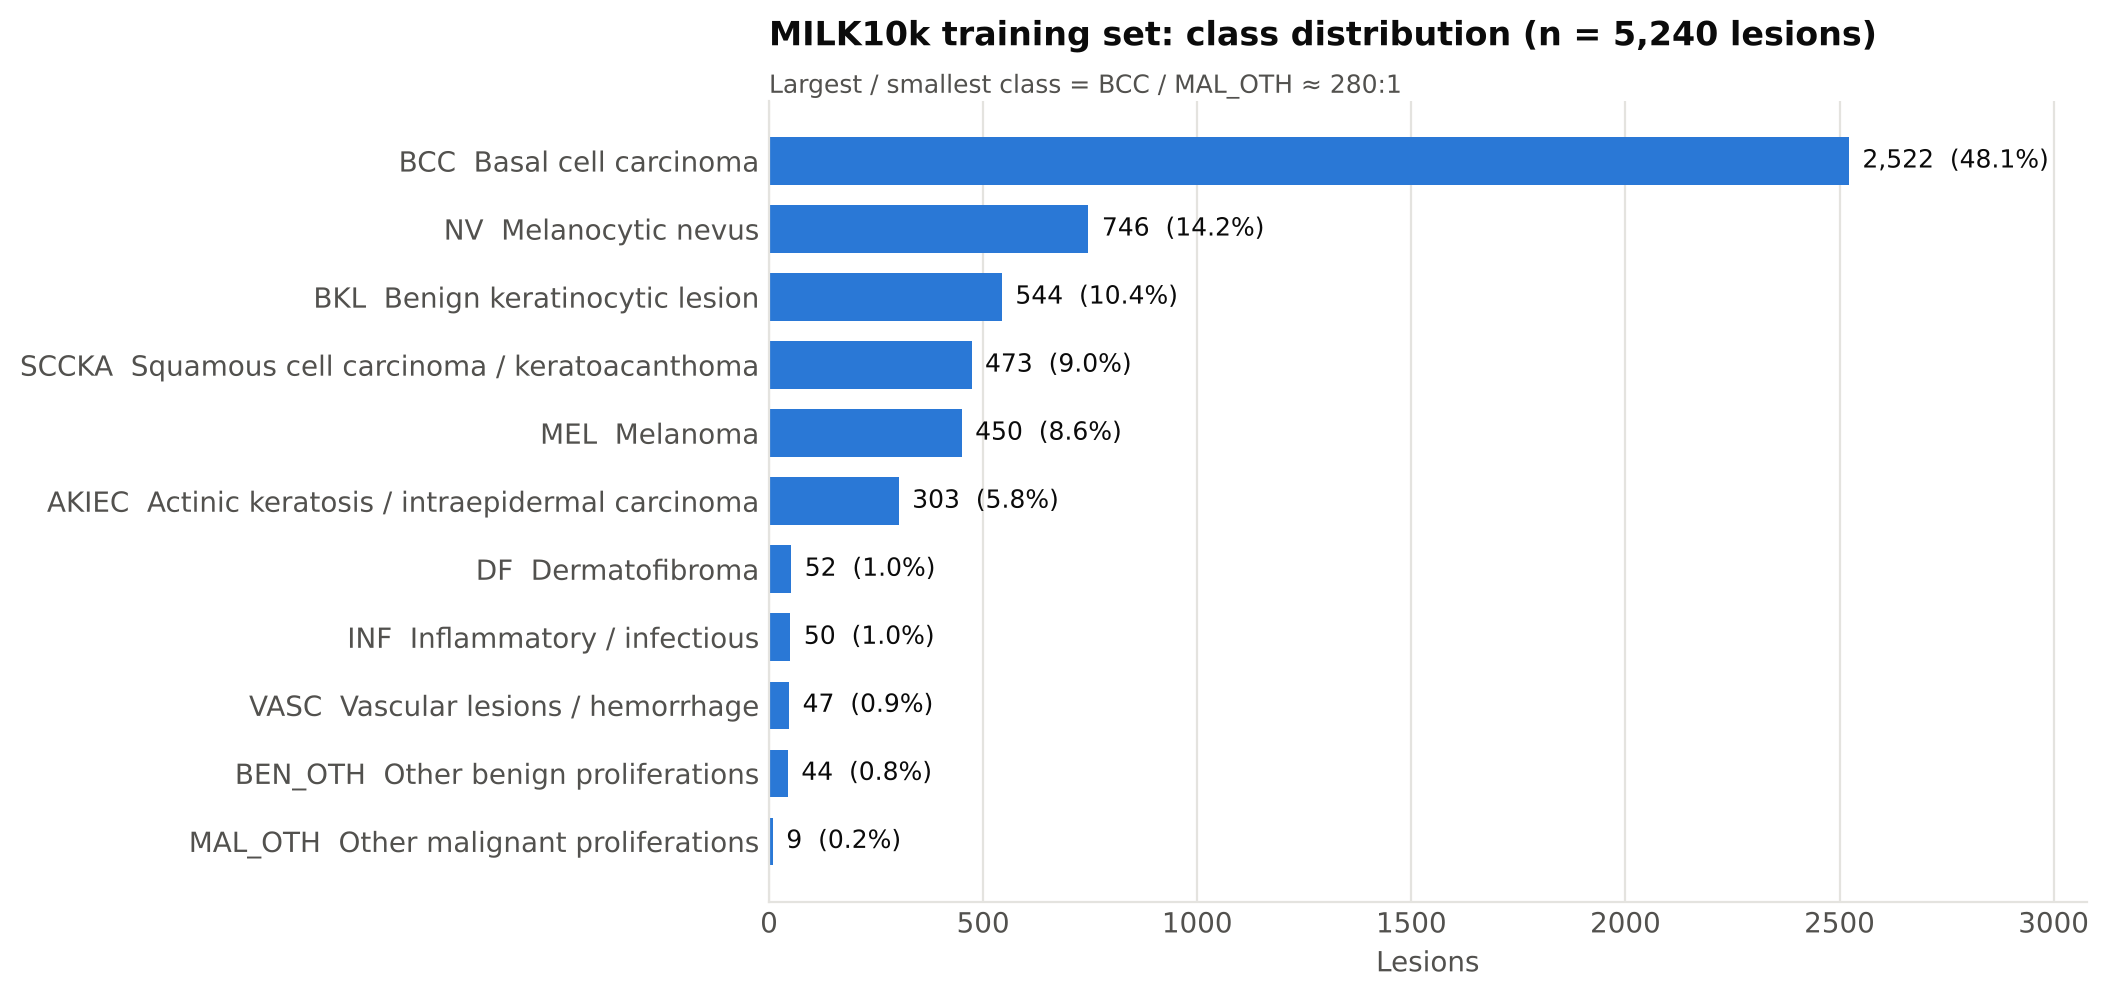 MILK10k training set: class distribution (n = 5,240 lesions)
Largest / smallest class = BCC / MAL_OTH ≈ 280:1
BCC  Basal cell carcinoma 2,522 (48.1%)
NV  Melanocytic nevus 746 (14.2%)
BKL  Benign keratinocytic lesion 544 (10.4%)
SCCKA  Squamous cell carcinoma / keratoacanthoma 473 (9.0%)
MEL  Melanoma 450 (8.6%)
AKIEC  Actinic keratosis / intraepidermal carcinoma 303 (5.8%)
DF  Dermatofibroma 52 (1.0%)
INF  Inflammatory / infectious 50 (1.0%)
VASC  Vascular lesions / hemorrhage 47 (0.9%)
BEN_OTH  Other benign proliferations 44 (0.8%)
MAL_OTH  Other malignant proliferations 9 (0.2%)
0 500 1000 1500 2000 2500 3000
Lesions